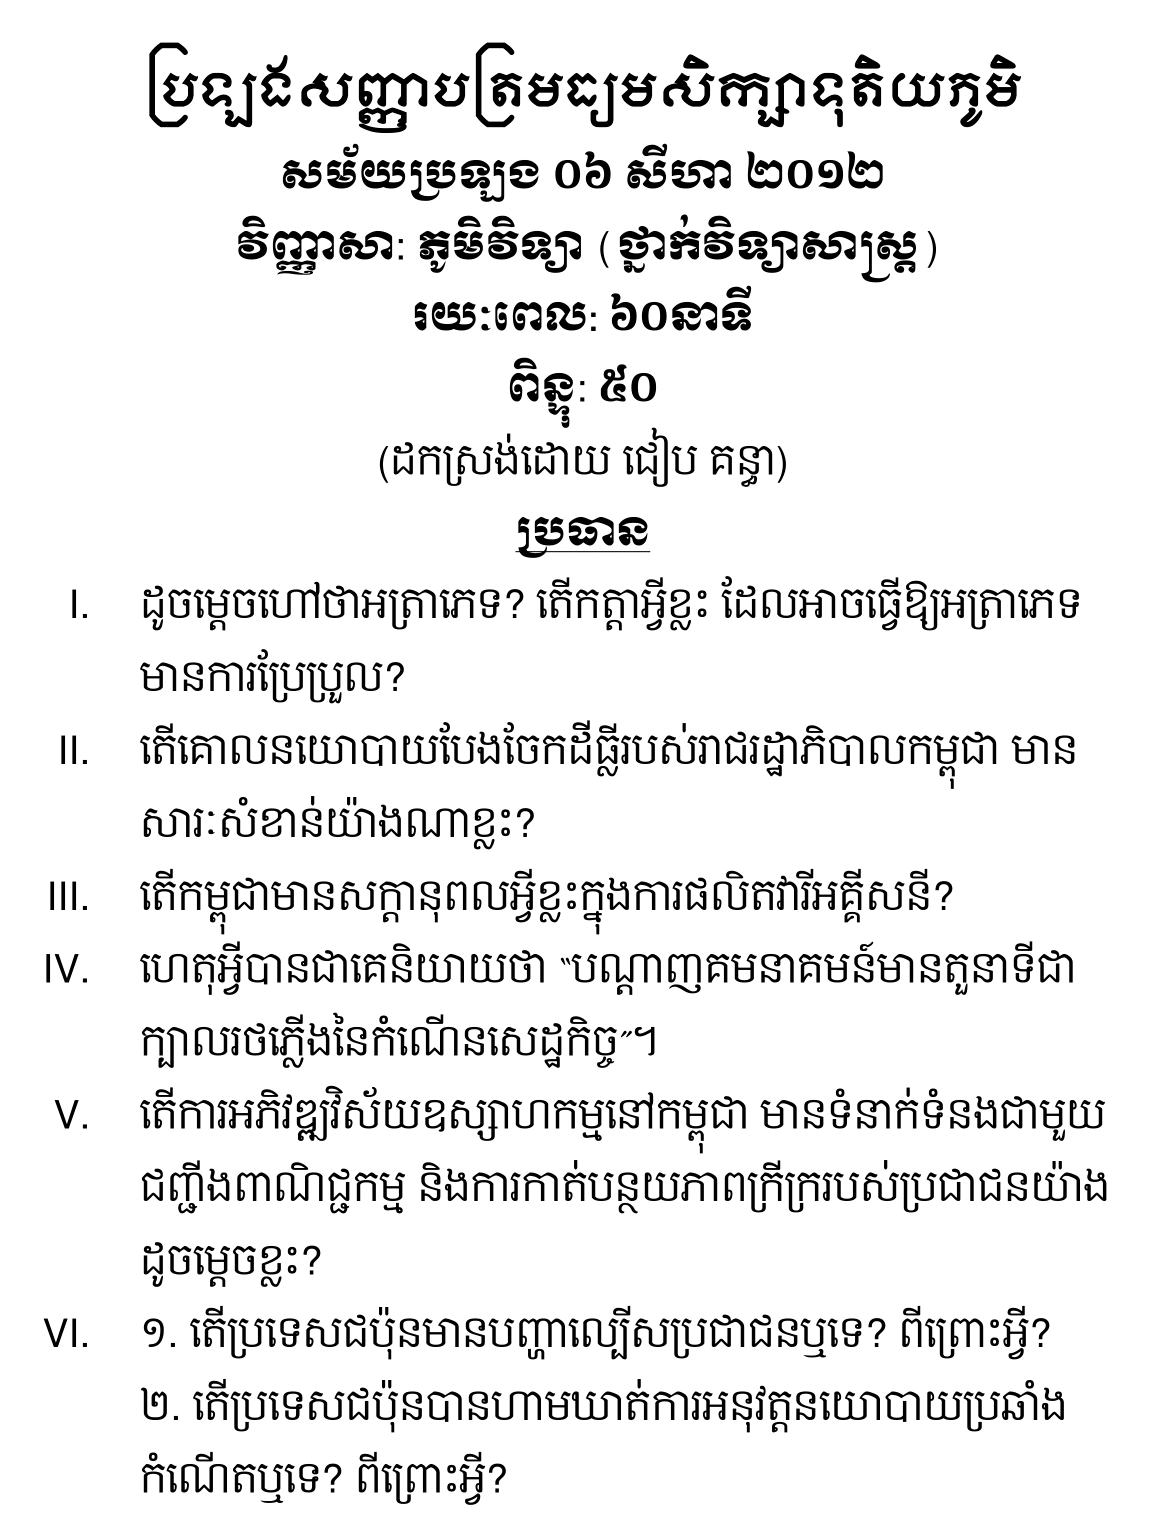 ប្រឡងសញ្ញាបត្រមធ្យមសិក្សាទុតិយភូមិ
សម័យប្រឡង ០៦ សីហា ២០១២
វិញ្ញាសា: ភូមិវិទ្យា (ថ្នាក់វិទ្យាសាស្ត្រ)
រយៈពេល: ៦០នាទី
ពិន្ទុ: ៥០
(ដកស្រង់ដោយ ជៀប គន្ធា)
ប្រធាន
I. ដូចម្តេចហៅថាអត្រាភេទ? តើកត្តាអ្វីខ្លះ ដែលអាចធ្វើឱ្យអត្រាភេទ
មានការប្រែប្រួល?
II. តើគោលនយោបាយបែងចែកដីធ្លីរបស់រាជរដ្ឋាភិបាលកម្ពុជា មាន
សារៈសំខាន់យ៉ាងណាខ្លះ?
III. តើកម្ពុជាមានសក្តានុពលអ្វីខ្លះក្នុងការផលិតវារីអគ្គីសនី?
IV. ហេតុអ្វីបានជាគេនិយាយថា “បណ្តាញគមនាគមន៍មានតួនាទីជា
ក្បាលរថភ្លើងនៃកំណើនសេដ្ឋកិច្ច”។
V. តើការអភិវឌ្ឍវិស័យឧស្សាហកម្មនៅកម្ពុជា មានទំនាក់ទំនងជាមួយ
ជញ្ជីងពាណិជ្ជកម្ម និងការកាត់បន្ថយភាពក្រីក្ររបស់ប្រជាជនយ៉ាង
ដូចម្តេចខ្លះ?
VI. ១. តើប្រទេសជប៉ុនមានបញ្ហាល្បើសប្រជាជនឬទេ? ពីព្រោះអ្វី?
២. តើប្រទេសជប៉ុនបានហាមឃាត់ការអនុវត្តនយោបាយប្រឆាំង
កំណើតឬទេ? ពីព្រោះអ្វី?